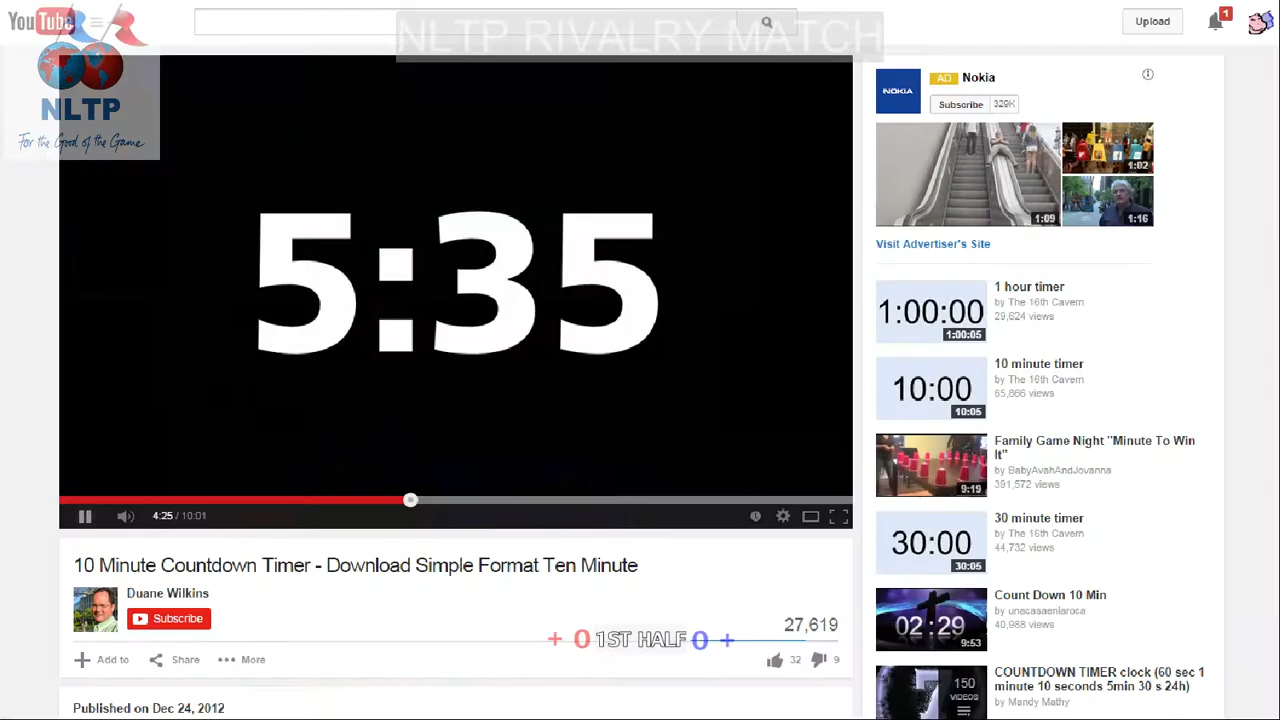 YouTube
NLTP RIVALRY MATCH
Upload
1
NLTP
For the Good of the Game
5:35
4:25 / 10:01
10 Minute Countdown Timer - Download Simple Format Ten Minute
Duane Wilkins
Subscribe
27,619
+ 0 1ST HALF 0 +
Add to
Share
More
32
9
Published on Dec 24, 2012
NOKIA
AD Nokia
Subscribe 329K
1:09
1:02
1:16
Visit Advertiser's Site
1:00:00
1:00:05
1 hour timer
by The 16th Cavern
29,624 views
10:00
10:05
10 minute timer
by The 16th Cavern
65,666 views
9:19
Family Game Night "Minute To Win
It"
by BabyAvahAndJovanna
391,572 views
30:00
30:05
30 minute timer
by The 16th Cavern
44,732 views
02:29
9:53
Count Down 10 Min
by unacasaenlaroca
40,988 views
150
VIDEOS
COUNTDOWN TIMER clock (60 sec 1
minute 10 seconds 5min 30 s 24h)
by Mandy Mathy